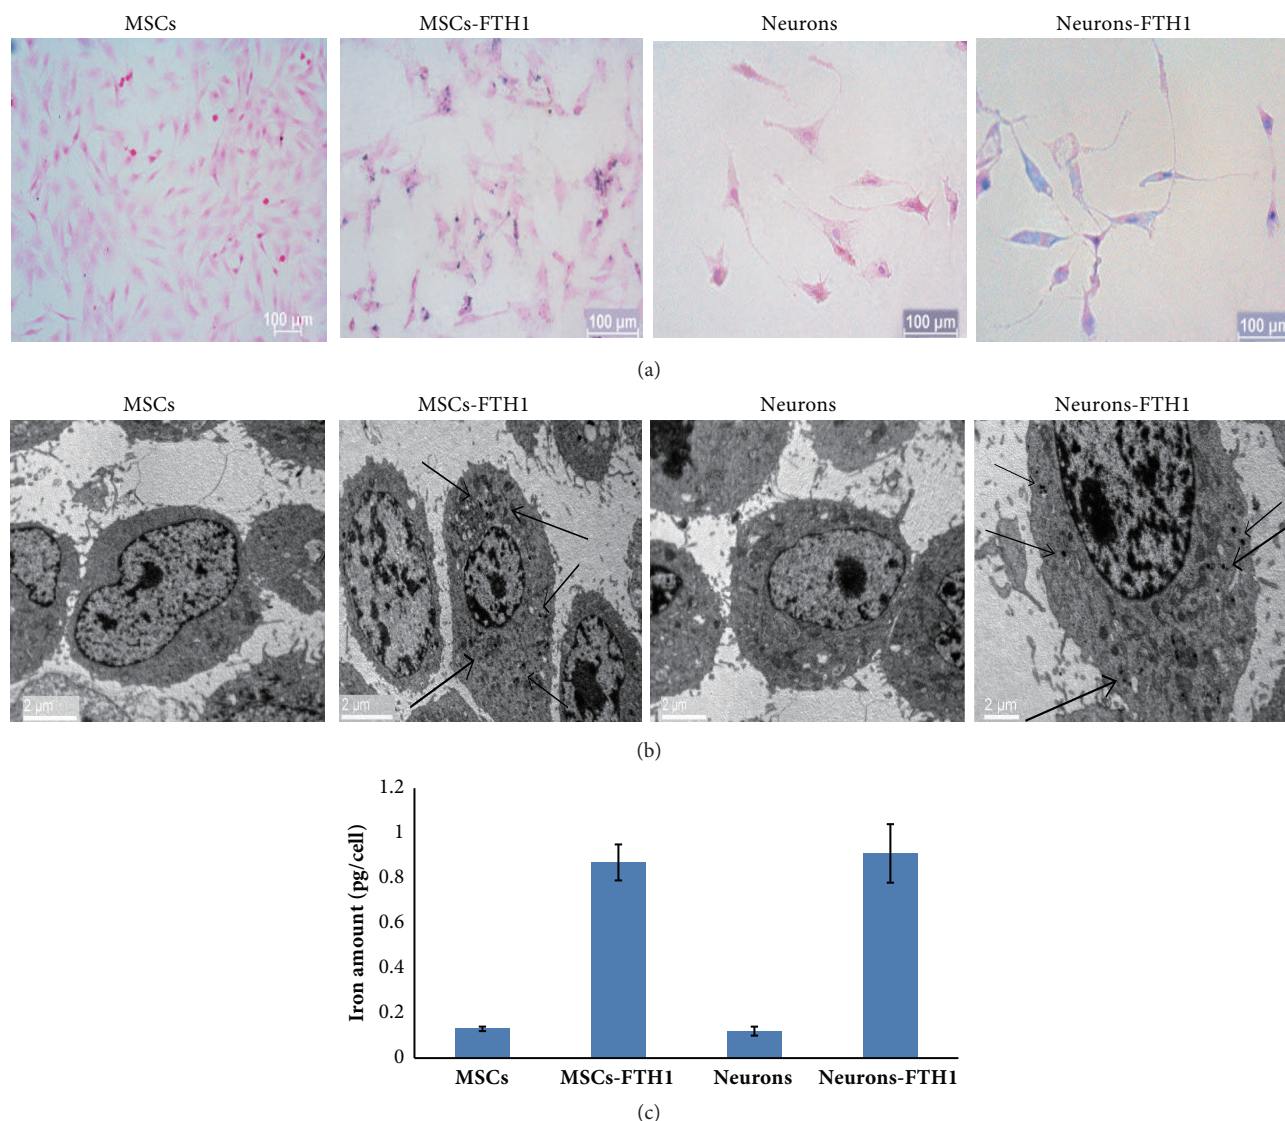 MSCs MSCs-FTH1 Neurons Neurons-FTH1
100 μm 100 μm 100 μm 100 μm
(a)
MSCs MSCs-FTH1 Neurons Neurons-FTH1
2 μm 2 μm 2 μm 2 μm
(b)
Iron amount (pg/cell)
1.2
1
0.8
0.6
0.4
0.2
0
MSCs MSCs-FTH1 Neurons Neurons-FTH1
(c)